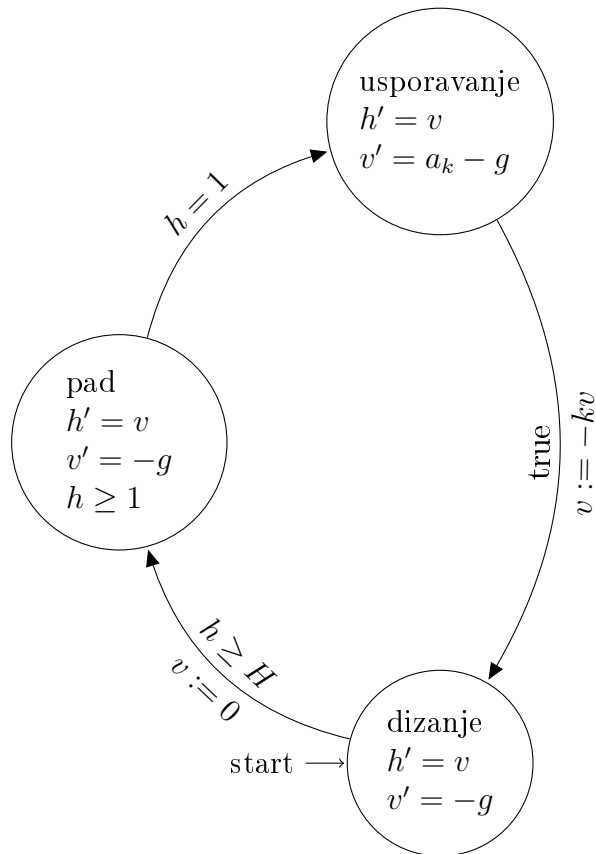 usporavanje
h′ = v
v′ = a_k − g
h = 1
pad
h′ = v
v′ = −g
h ≥ 1
true
v := −kv
h ≥ H
v := 0
dizanje
h′ = v
v′ = −g
start